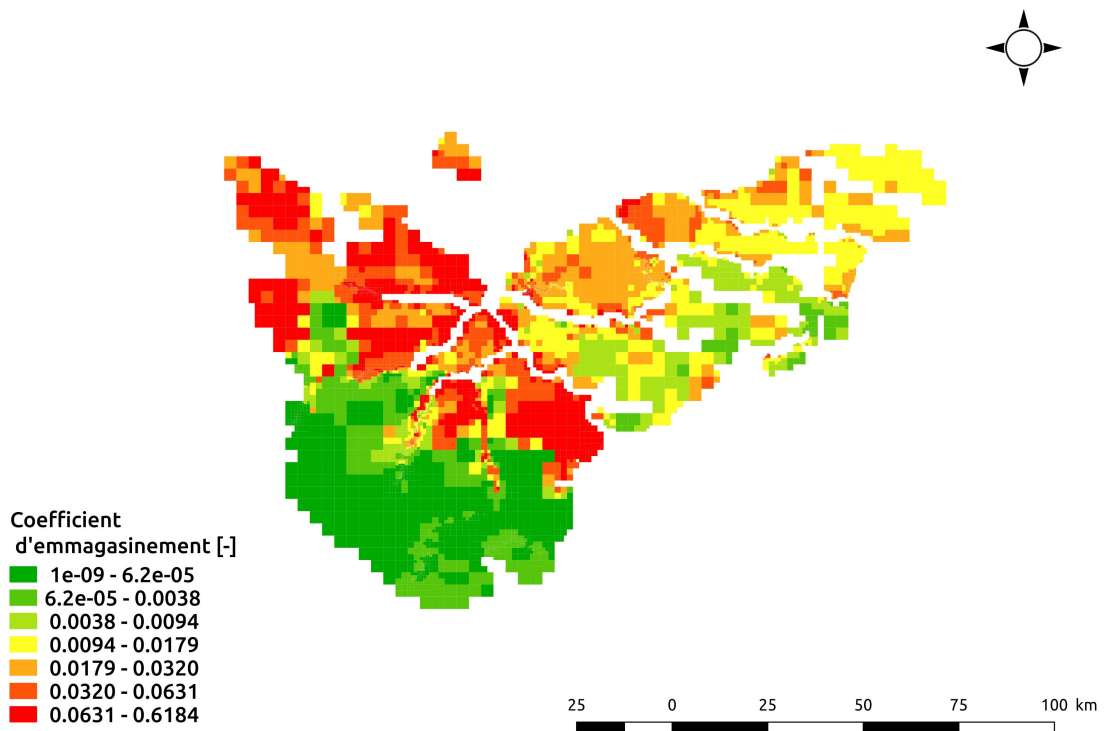 Coefficient
d'emmagasinement [-]
1e-09 - 6.2e-05
6.2e-05 - 0.0038
0.0038 - 0.0094
0.0094 - 0.0179
0.0179 - 0.0320
0.0320 - 0.0631
0.0631 - 0.6184
25 0 25 50 75 100 km